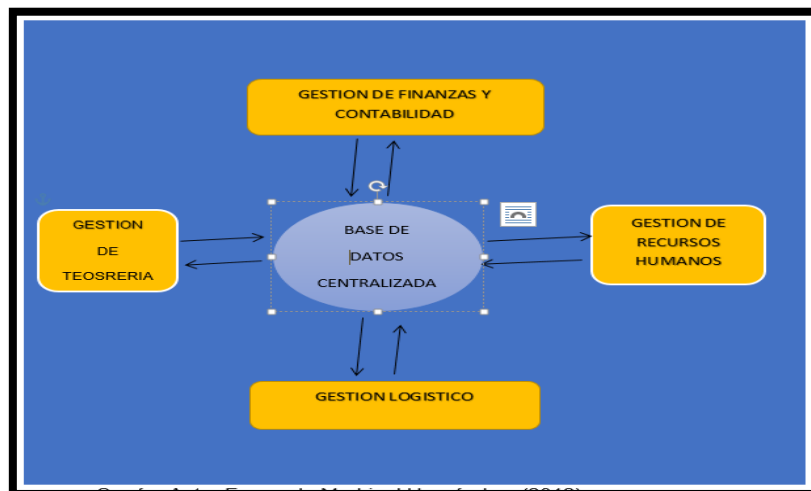 GESTION DE FINANZAS Y
CONTABILIDAD
GESTION
DE
TEOSRERIA
BASE DE
DATOS
CENTRALIZADA
GESTION DE
RECURSOS
HUMANOS
GESTION LOGISTICO